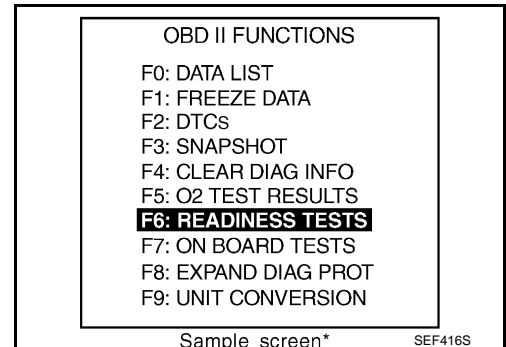 OBD II FUNCTIONS
F0: DATA LIST
F1: FREEZE DATA
F2: DTCs
F3: SNAPSHOT
F4: CLEAR DIAG INFO
F5: O2 TEST RESULTS
F6: READINESS TESTS
F7: ON BOARD TESTS
F8: EXPAND DIAG PROT
F9: UNIT CONVERSION
Sample screen*
SEF416S